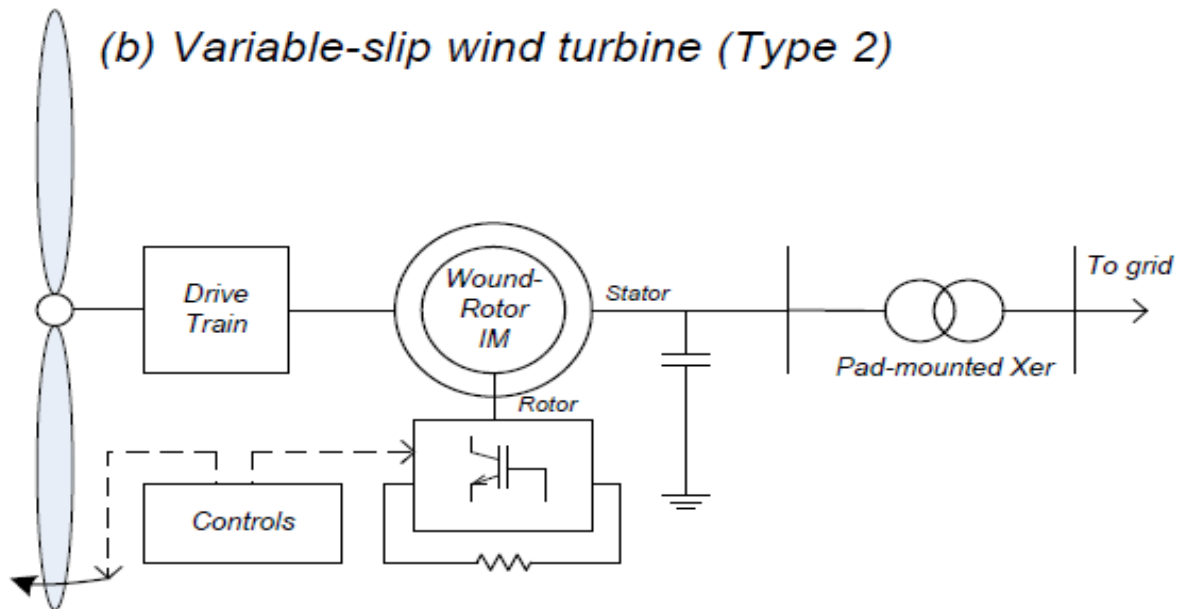 (b) Variable-slip wind turbine (Type 2)
Drive
Train
Wound-
Rotor
IM
Stator
To grid
Pad-mounted Xer
Rotor
Controls